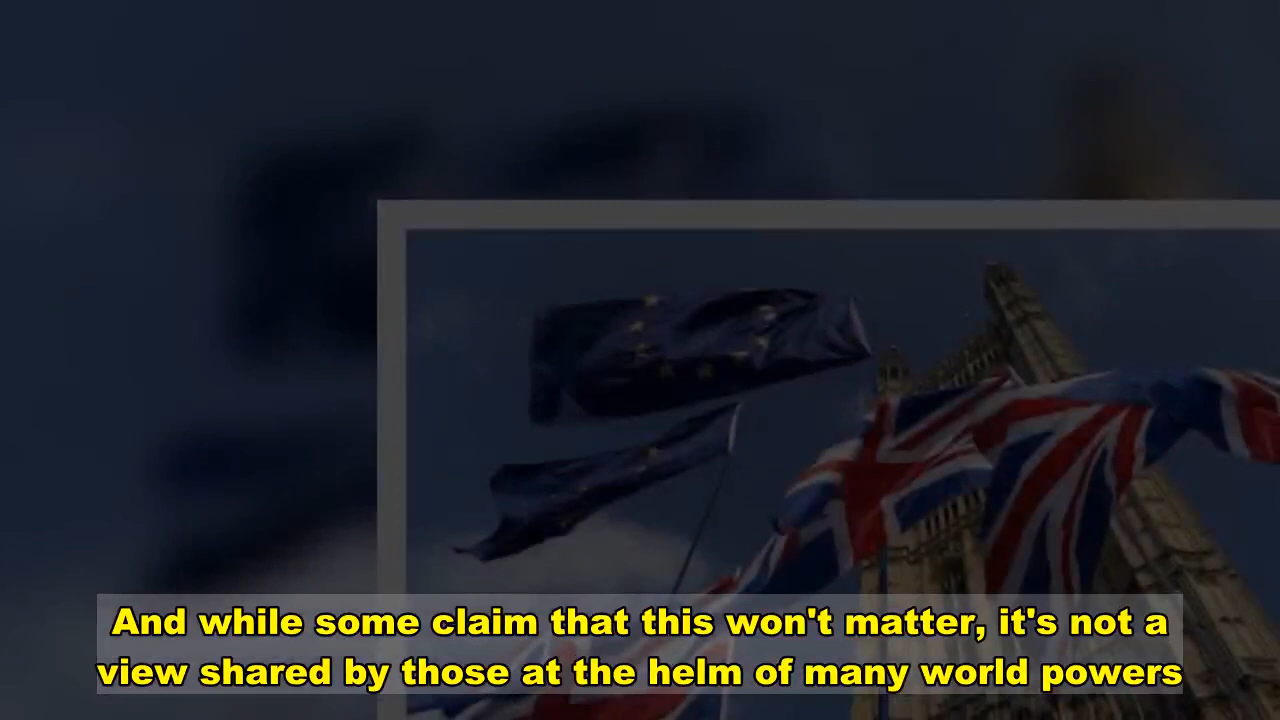 And while some claim that this won't matter, it's not a
view shared by those at the helm of many world powers